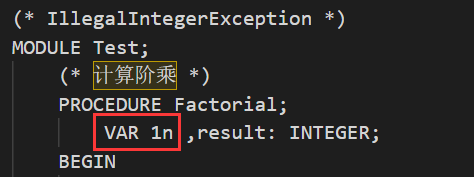 (* IllegalIntegerException *)
MODULE Test;
(* 计算阶乘 *)
PROCEDURE Factorial;
VAR 1n ,result: INTEGER;
BEGIN